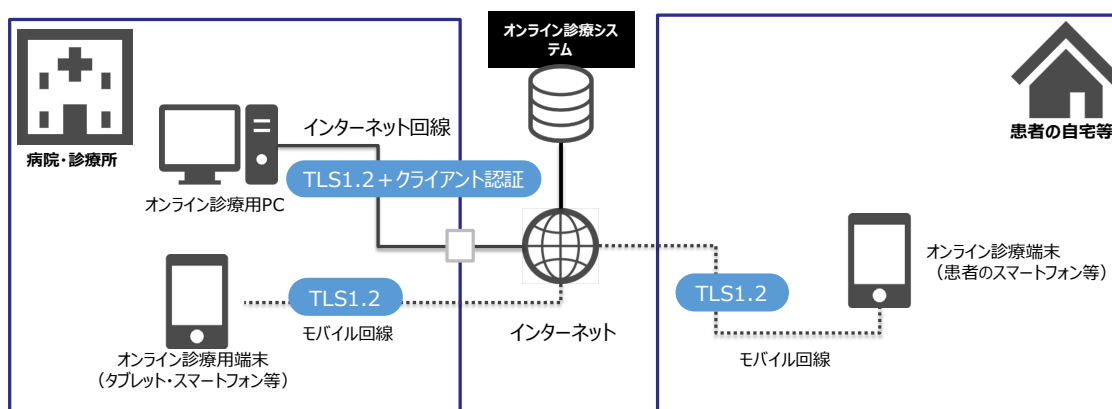 オンライン診療シス
テム
病院・診療所
インターネット回線
TLS1.2+クライアント認証
オンライン診療用PC
患者の自宅等
オンライン診療端末
（患者のスマートフォン等）
TLS1.2
モバイル回線
インターネット
TLS1.2
モバイル回線
オンライン診療用端末
（タブレット・スマートフォン等）